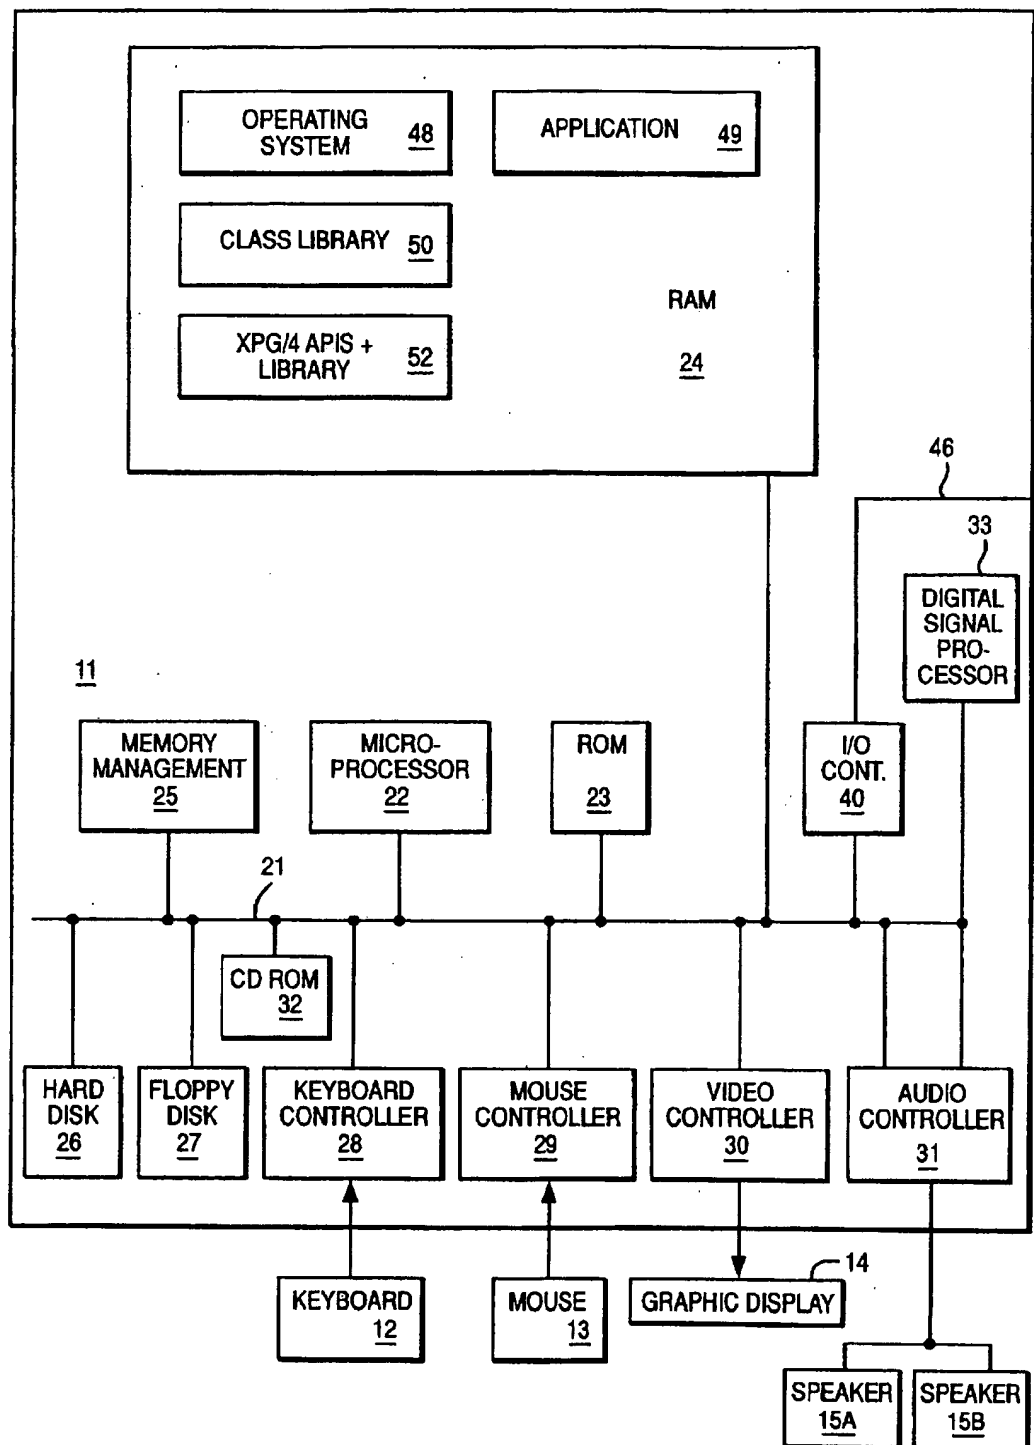 OPERATING
SYSTEM
48
APPLICATION
49
CLASS LIBRARY
50
RAM
24
XPG/4 APIS +
LIBRARY
52
46
33
DIGITAL
SIGNAL
PRO-
CESSOR
11
MEMORY
MANAGEMENT
25
MICRO-
PROCESSOR
22
ROM
23
I/O
CONT.
40
21
CD ROM
32
HARD
DISK
26
FLOPPY
DISK
27
KEYBOARD
CONTROLLER
28
MOUSE
CONTROLLER
29
VIDEO
CONTROLLER
30
AUDIO
CONTROLLER
31
KEYBOARD
12
MOUSE
13
14
GRAPHIC DISPLAY
SPEAKER
15A
SPEAKER
15B